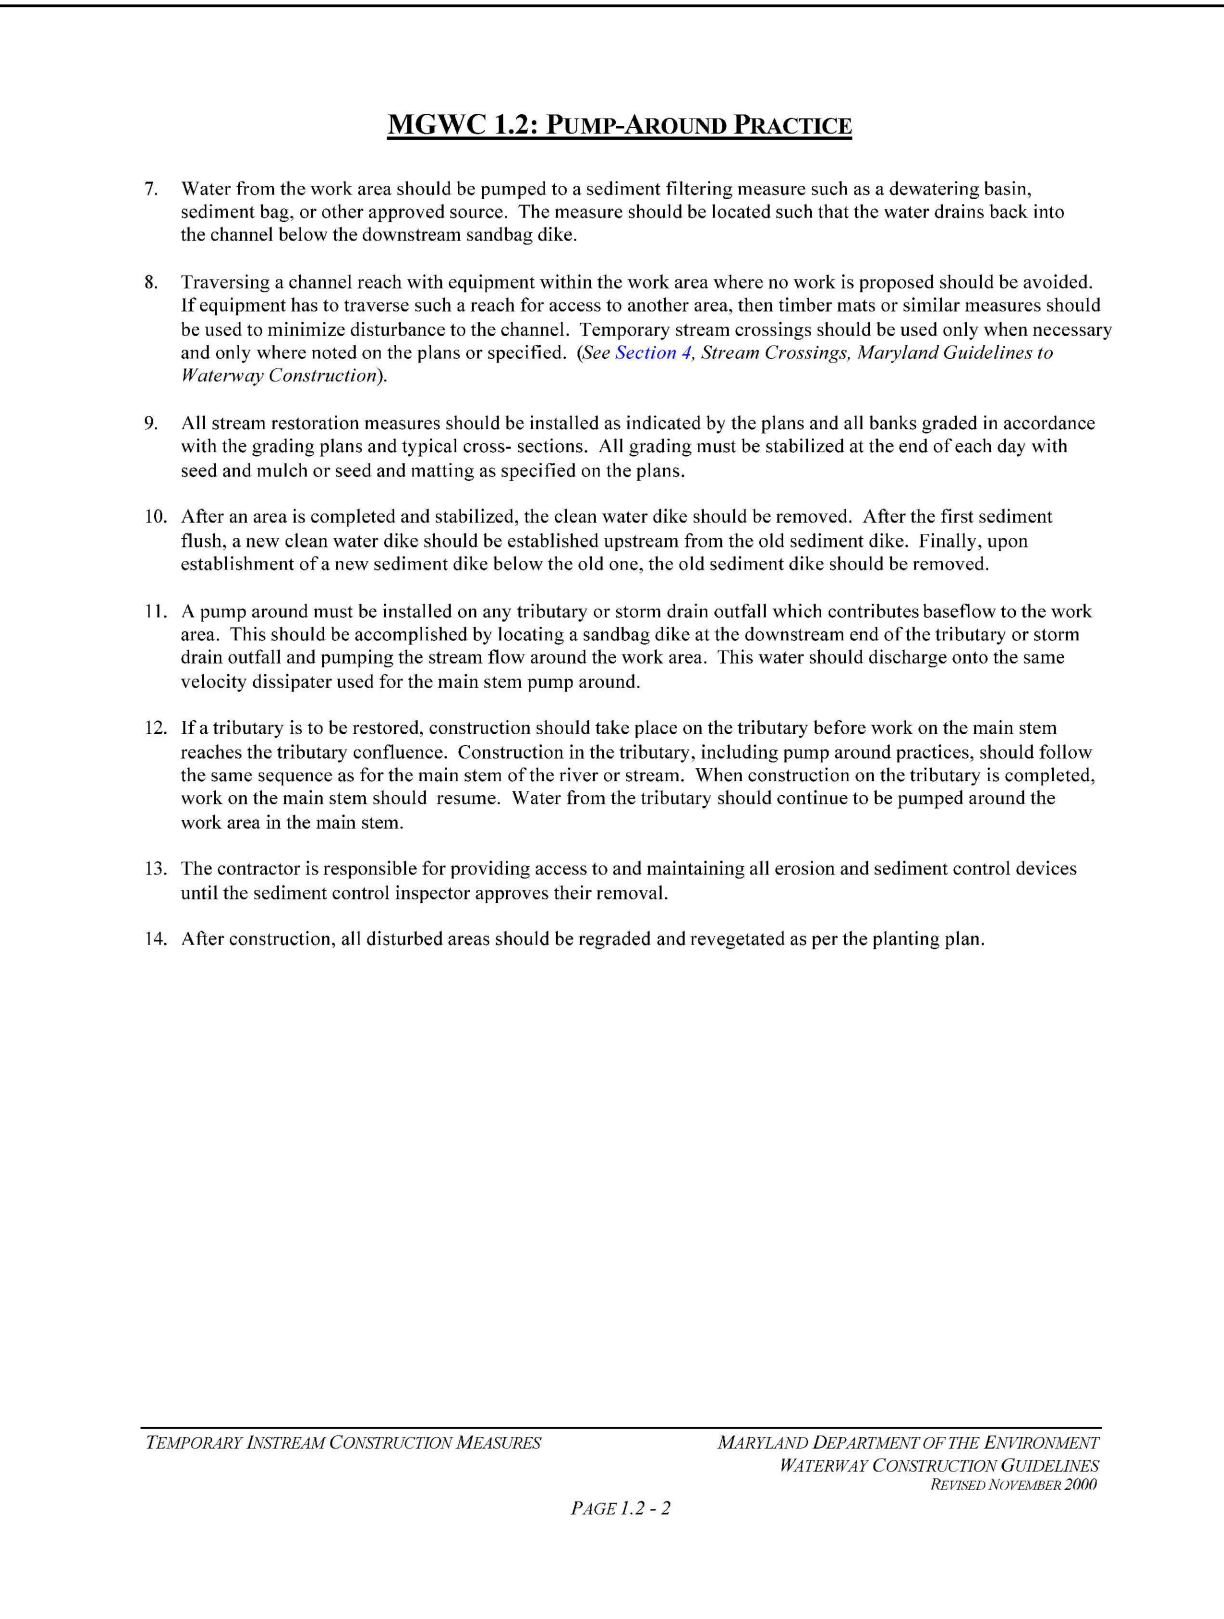 MGWC 1.2: PUMP-AROUND PRACTICE
7. Water from the work area should be pumped to a sediment filtering measure such as a dewatering basin,
sediment bag, or other approved source. The measure should be located such that the water drains back into
the channel below the downstream sandbag dike.
8. Traversing a channel reach with equipment within the work area where no work is proposed should be avoided.
If equipment has to traverse such a reach for access to another area, then timber mats or similar measures should
be used to minimize disturbance to the channel. Temporary stream crossings should be used only when necessary
and only where noted on the plans or specified. (See Section 4, Stream Crossings, Maryland Guidelines to
Waterway Construction).
9. All stream restoration measures should be installed as indicated by the plans and all banks graded in accordance
with the grading plans and typical cross- sections. All grading must be stabilized at the end of each day with
seed and mulch or seed and matting as specified on the plans.
10. After an area is completed and stabilized, the clean water dike should be removed. After the first sediment
flush, a new clean water dike should be established upstream from the old sediment dike. Finally, upon
establishment of a new sediment dike below the old one, the old sediment dike should be removed.
11. A pump around must be installed on any tributary or storm drain outfall which contributes baseflow to the work
area. This should be accomplished by locating a sandbag dike at the downstream end of the tributary or storm
drain outfall and pumping the stream flow around the work area. This water should discharge onto the same
velocity dissipater used for the main stem pump around.
12. If a tributary is to be restored, construction should take place on the tributary before work on the main stem
reaches the tributary confluence. Construction in the tributary, including pump around practices, should follow
the same sequence as for the main stem of the river or stream. When construction on the tributary is completed,
work on the main stem should resume. Water from the tributary should continue to be pumped around the
work area in the main stem.
13. The contractor is responsible for providing access to and maintaining all erosion and sediment control devices
until the sediment control inspector approves their removal.
14. After construction, all disturbed areas should be regraded and revegetated as per the planting plan.
TEMPORARY INSTREAM CONSTRUCTION MEASURES
MARYLAND DEPARTMENT OF THE ENVIRONMENT
WATERWAY CONSTRUCTION GUIDELINES
REVISED NOVEMBER 2000
PAGE 1.2 - 2